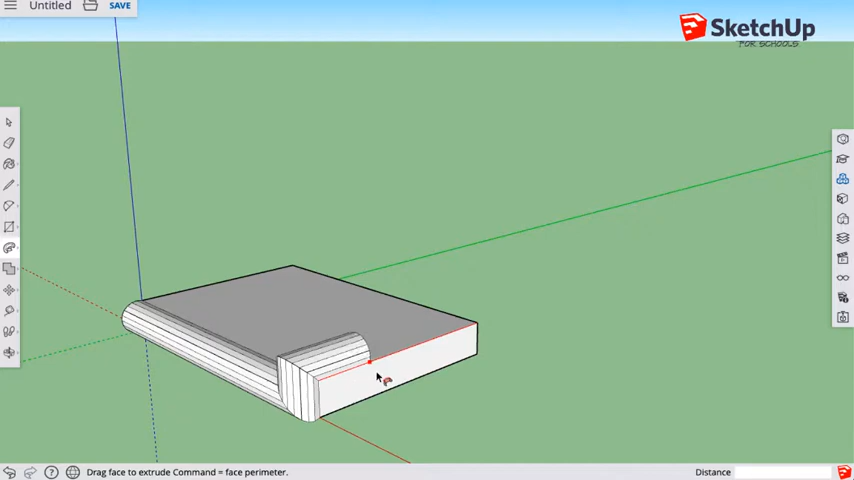 Untitled
SAVE
SketchUp
FOR SCHOOLS
Drag face to extrude Command = face perimeter.
Distance